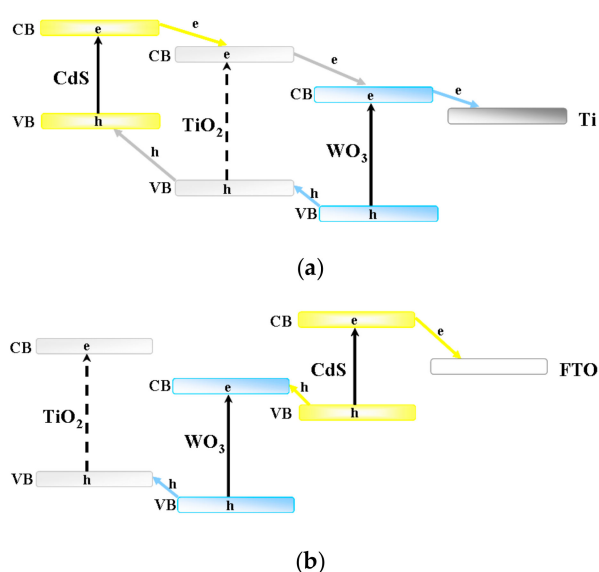 CB e e
CB e e
CdS
CB e e
VB h
TiO2
Ti
h
WO3
VB h h
VB h
(a)
CB e
CB e e
CdS
FTO
CB e h
TiO2
VB h
WO3
VB h h
VB h
(b)